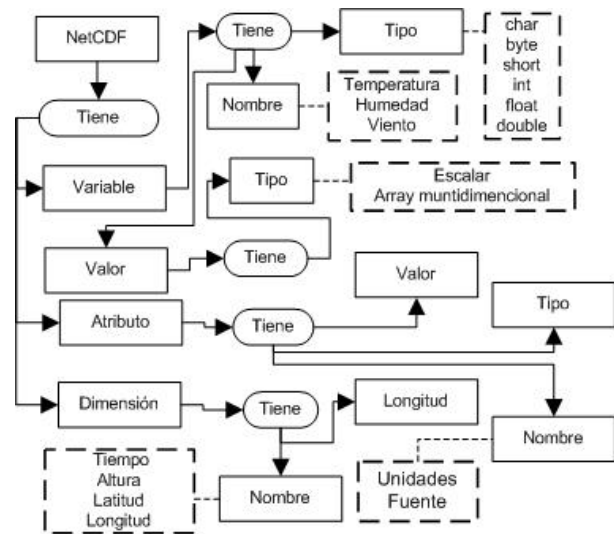 NetCDF
Tiene
Tiene
Tipo
char
byte
short
int
float
double
Nombre
Temperatura
Humedad
Viento
Variable
Tipo
Escalar
Array muntidimencional
Valor
Tiene
Valor
Tipo
Atributo
Tiene
Dimensión
Tiene
Longitud
Nombre
Tiempo
Altura
Latitud
Longitud
Nombre
Unidades
Fuente